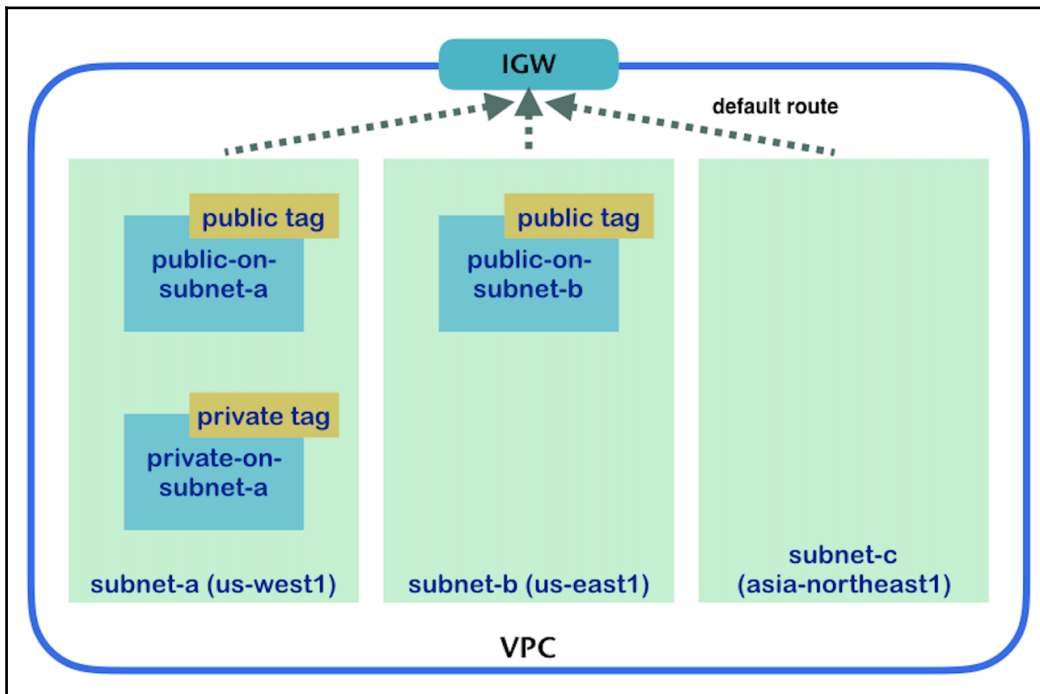 IGW
default route
public tag
public-on-
subnet-a
public tag
public-on-
subnet-b
private tag
private-on-
subnet-a
subnet-a (us-west1)
subnet-b (us-east1)
subnet-c
(asia-northeast1)
VPC